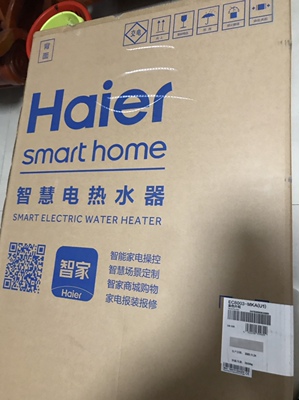 背面
Haier
smart home
智慧电热水器
SMART ELECTRIC WATER HEATER
智家
Haier
智能家电操控
智慧场景定制
智家商城购物
家电报装报修